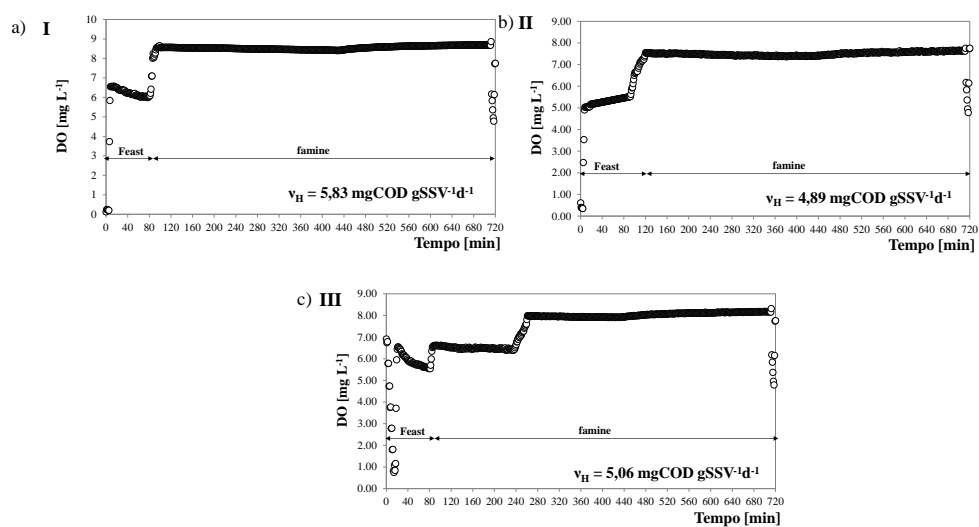 a) I
DO [mg L⁻¹]
10
9
8
7
6
5
4
3
2
1
0
Feast
famine
ν_H = 5,83 mgCOD gSSV⁻¹d⁻¹
0 40 80 120 160 200 240 280 320 360 400 440 480 520 560 600 640 680 720
Tempo [min]
b) II
DO [mg L⁻¹]
9.00
8.00
7.00
6.00
5.00
4.00
3.00
2.00
1.00
0.00
Feast
famine
ν_H = 4,89 mgCOD gSSV⁻¹d⁻¹
0 40 80 120 160 200 240 280 320 360 400 440 480 520 560 600 640 680 720
Tempo [min]
c) III
DO [mg L⁻¹]
9.00
8.00
7.00
6.00
5.00
4.00
3.00
2.00
1.00
0.00
Feast
famine
ν_H = 5,06 mgCOD gSSV⁻¹d⁻¹
0 40 80 120 160 200 240 280 320 360 400 440 480 520 560 600 640 680 720
Tempo [min]